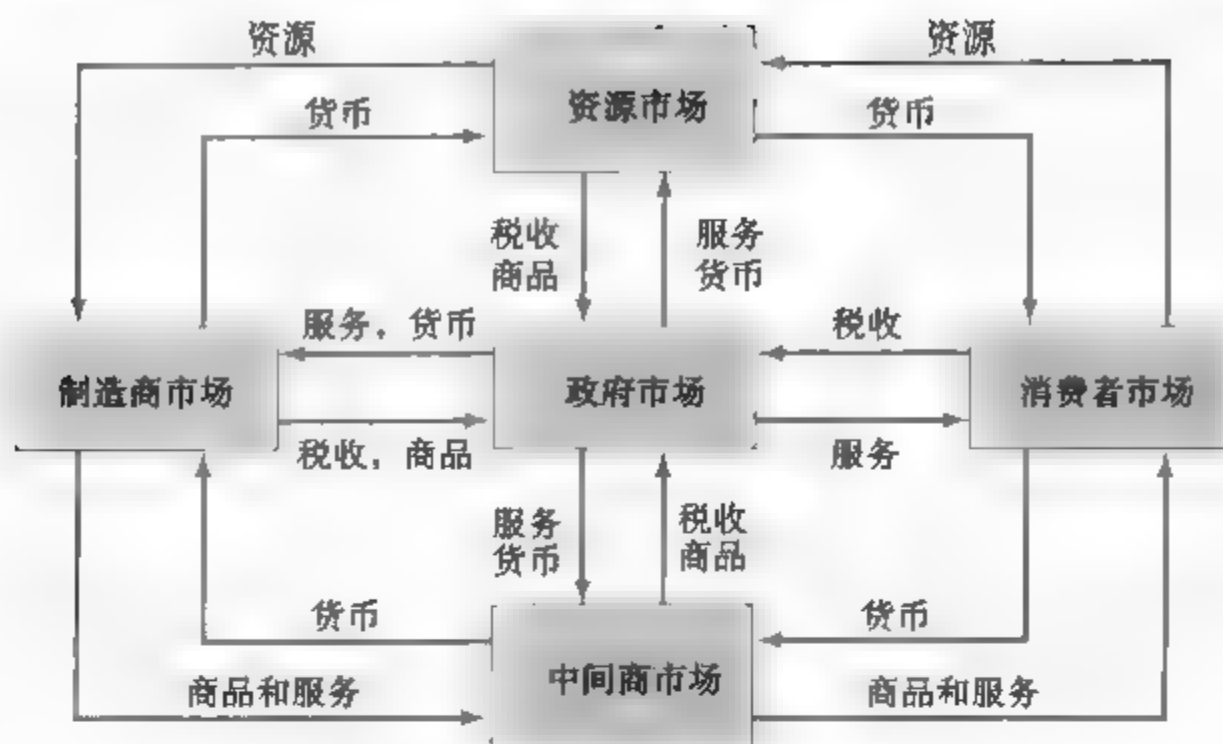 资源
资源
资源市场
货币
货币
税收
商品
服务
货币
服务，货币
税收
制造商市场
政府市场
消费者市场
税收，商品
服务
服务
货币
税收
商品
货币
货币
中间商市场
商品和服务
商品和服务